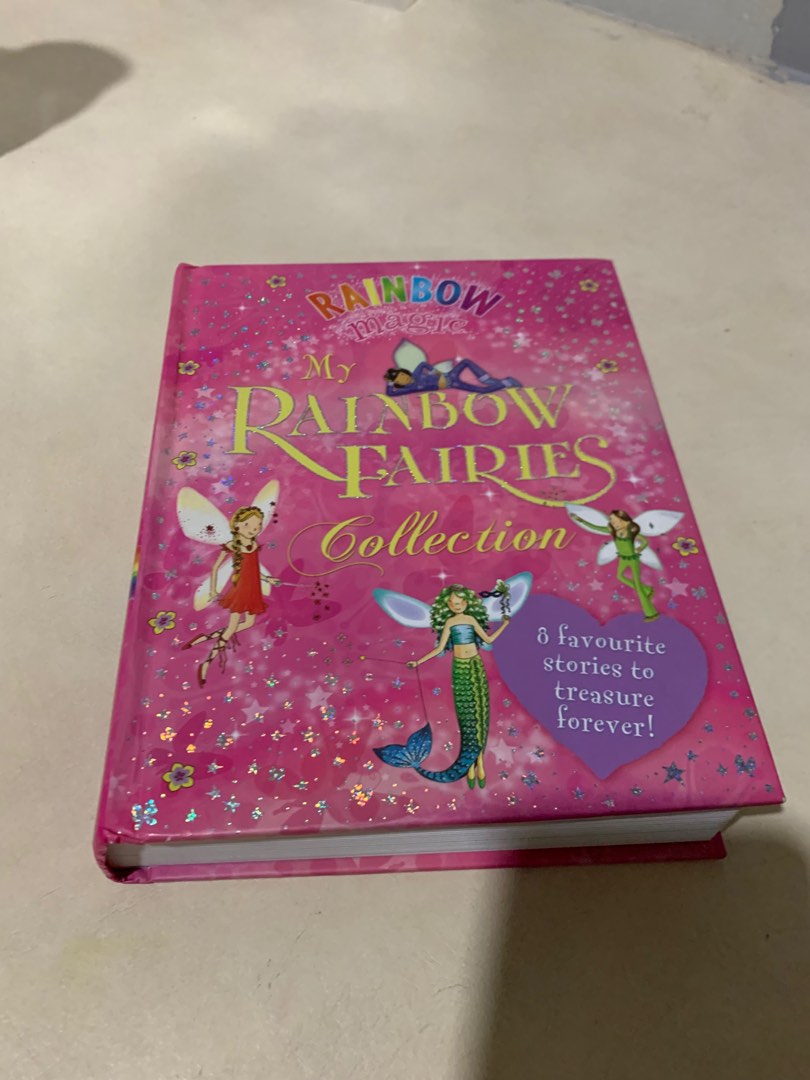 RAINBOW
magic
My
RAINBOW
FAIRIES
Collection
8 favourite
stories to
treasure
forever!